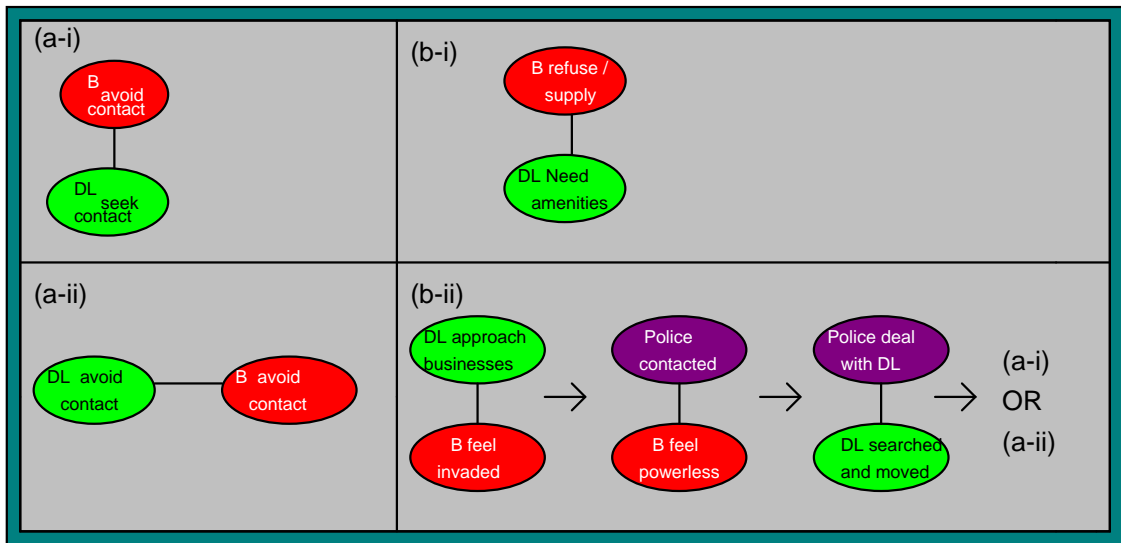 (a-i)
B
avoid
contact
DL
seek
contact
(b-i)
B refuse /
supply
DL Need
amenities
(a-ii)
DL avoid
contact
B avoid
contact
(b-ii)
DL approach
businesses
B feel
invaded
Police
contacted
B feel
powerless
Police deal
with DL
DL searched
and moved
(a-i)
OR
(a-ii)